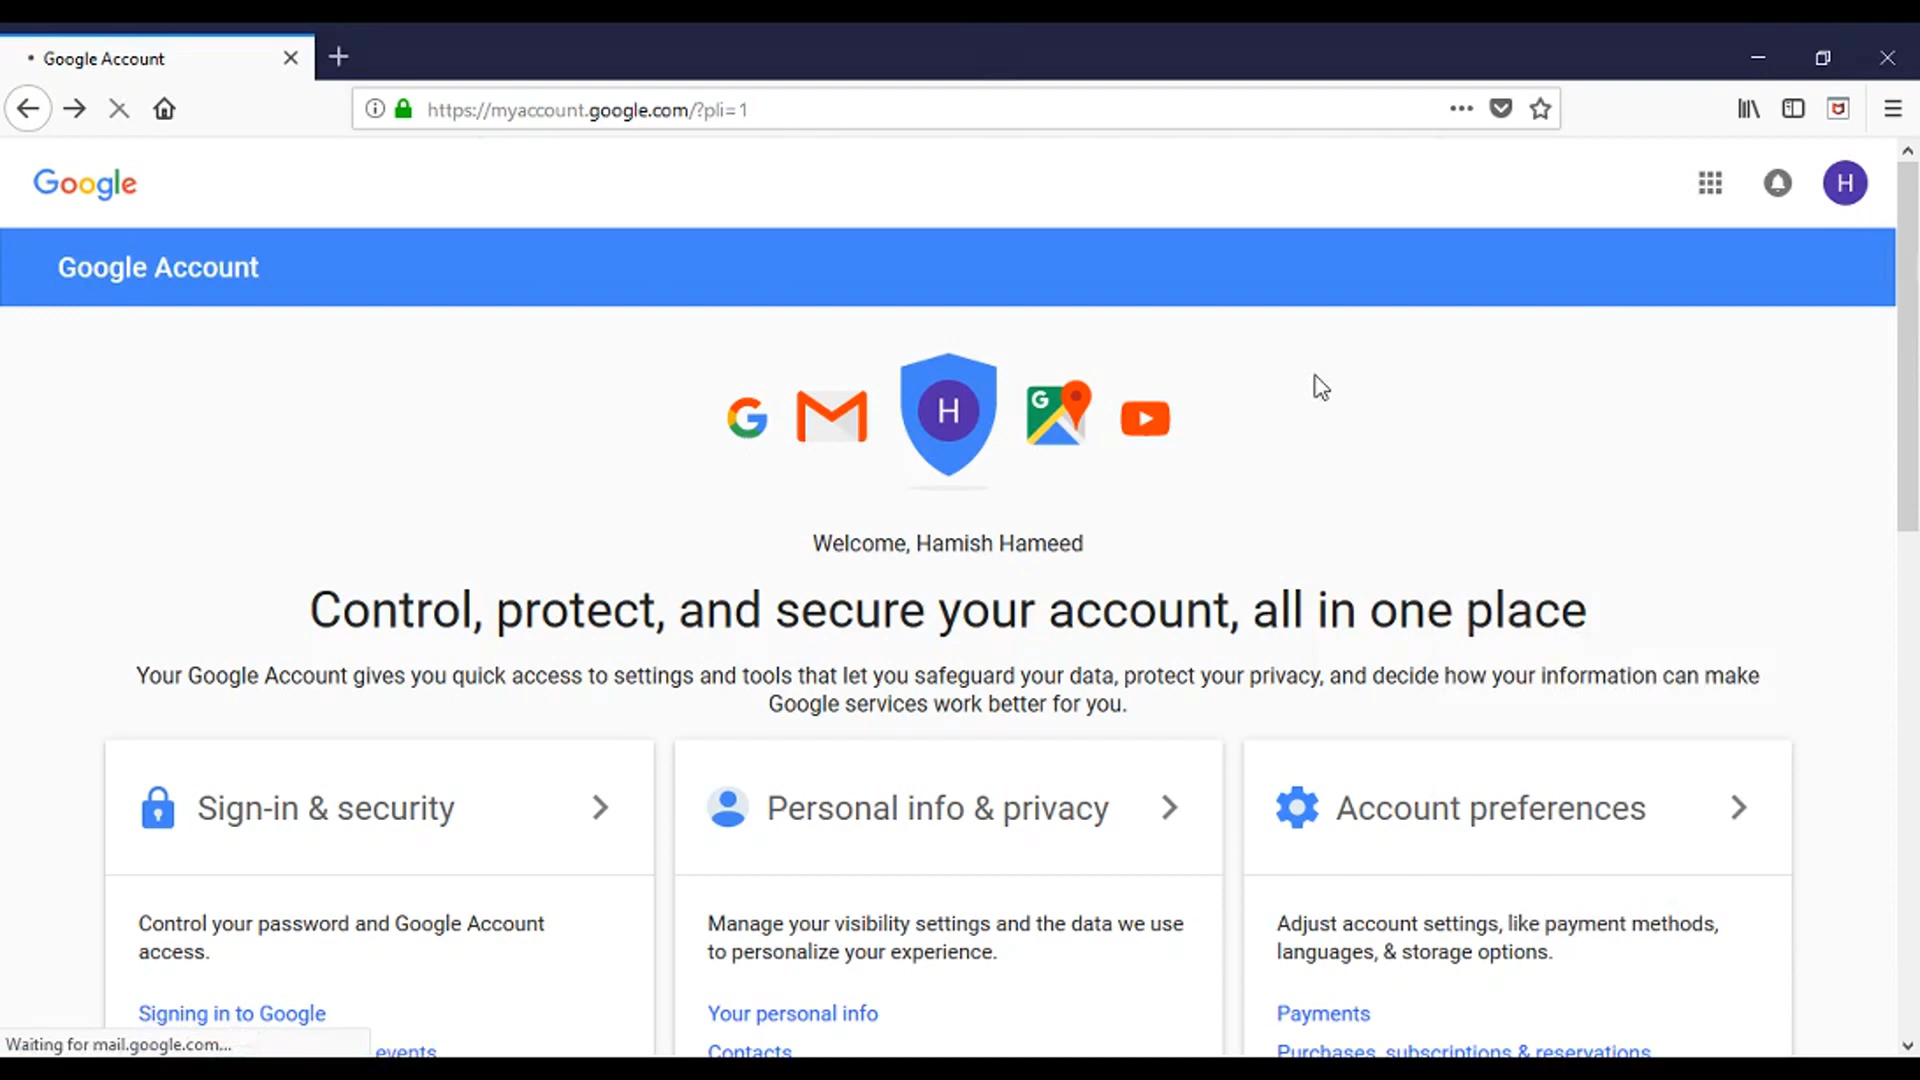 Google Account
https://myaccount.google.com/?pli=1
Google
H
Google Account
G
H
G
Welcome, Hamish Hameed
Control, protect, and secure your account, all in one place
Your Google Account gives you quick access to settings and tools that let you safeguard your data, protect your privacy, and decide how your information can make
Google services work better for you.
Sign-in & security
Personal info & privacy
Account preferences
Control your password and Google Account
access.
Manage your visibility settings and the data we use
to personalize your experience.
Adjust account settings, like payment methods,
languages, & storage options.
Signing in to Google
Your personal info
Payments
Waiting for mail.google.com...
events
Contacts
Purchases, subscriptions & reservations